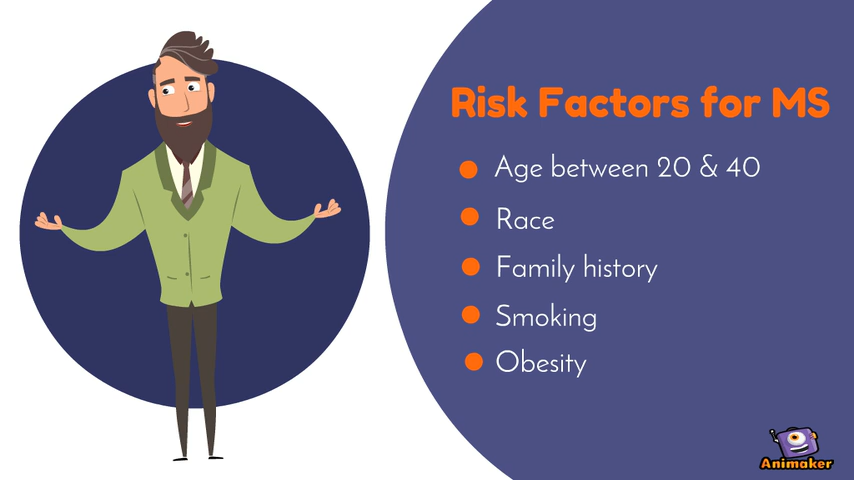 Risk Factors for MS
Age between 20 & 40
Race
Family history
Smoking
Obesity
Animaker